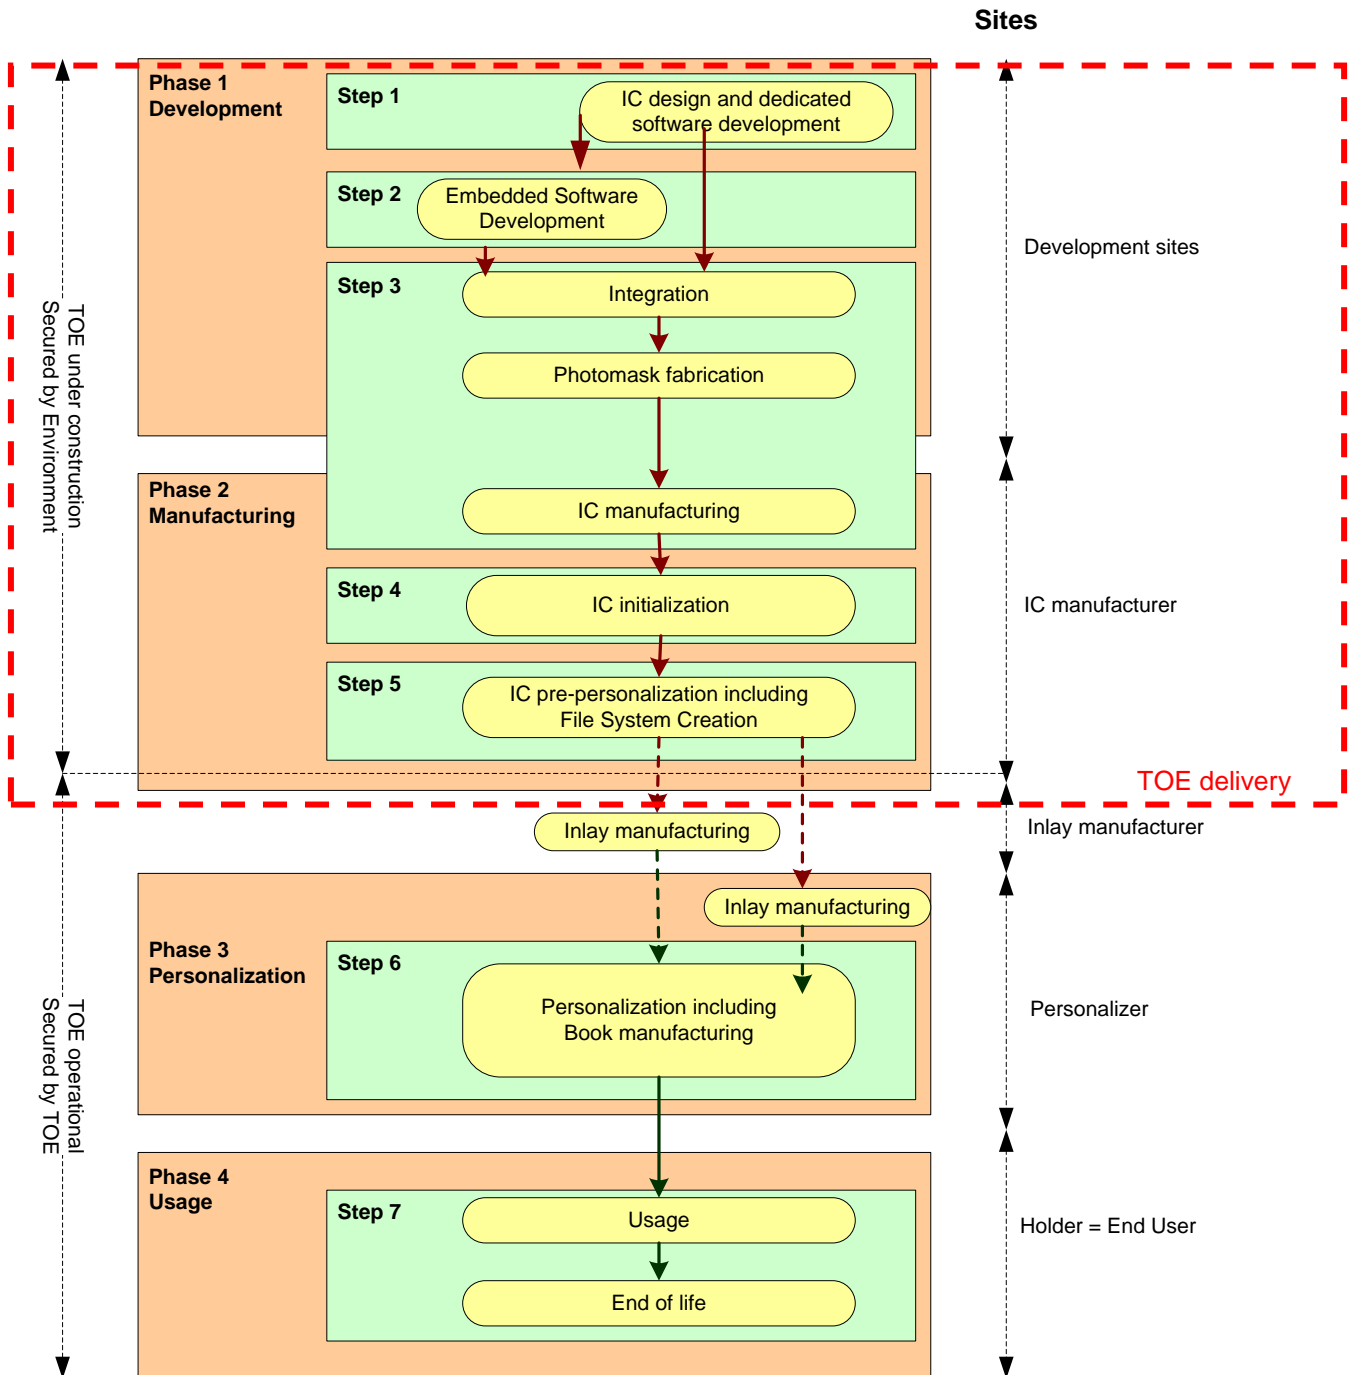 Sites
Phase 1
Development
Step 1
IC design and dedicated
software development
Step 2
Embedded Software
Development
Development sites
Step 3
Integration
TOE under construction
Secured by Environment
Photomask fabrication
Phase 2
Manufacturing
IC manufacturing
Step 4
IC initialization
IC manufacturer
Step 5
IC pre-personalization including
File System Creation
TOE delivery
Inlay manufacturing
Inlay manufacturer
Inlay manufacturing
Phase 3
Personalization
Step 6
Personalization including
Book manufacturing
Personalizer
TOE operational
Secured by TOE
Phase 4
Usage
Step 7
Usage
Holder = End User
End of life